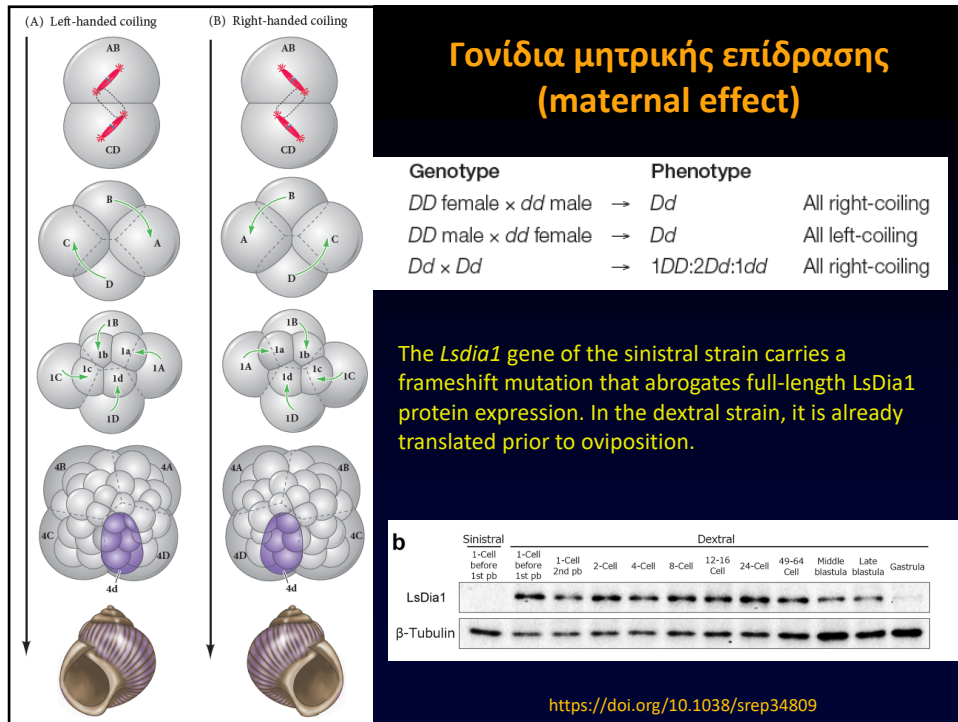 (A) Left-handed coiling
AB
CD
B
C
A
D
1B
1b
1a
1c
1C
1d
1A
1D
4B
4A
4C
4D
4d
(B) Right-handed coiling
AB
CD
B
A
C
D
1B
1a
1b
1A
1d
1c
1C
1D
4A
4B
4D
4C
4d
Γονίδια μητρικής επίδρασης
(maternal effect)
Genotype Phenotype
DD female × dd male → Dd All right-coiling
DD male × dd female → Dd All left-coiling
Dd × Dd → 1DD:2Dd:1dd All right-coiling
The Lsdia1 gene of the sinistral strain carries a
frameshift mutation that abrogates full-length LsDia1
protein expression. In the dextral strain, it is already
translated prior to oviposition.
b
Sinistral Dextral
1-Cell before 1st pb
1-Cell before 1st pb
1-Cell 2nd pb
2-Cell
4-Cell
8-Cell
12-16 Cell
24-Cell
49-64 Cell
Middle blastula
Late blastula
Gastrula
LsDia1
β-Tubulin
https://doi.org/10.1038/srep34809